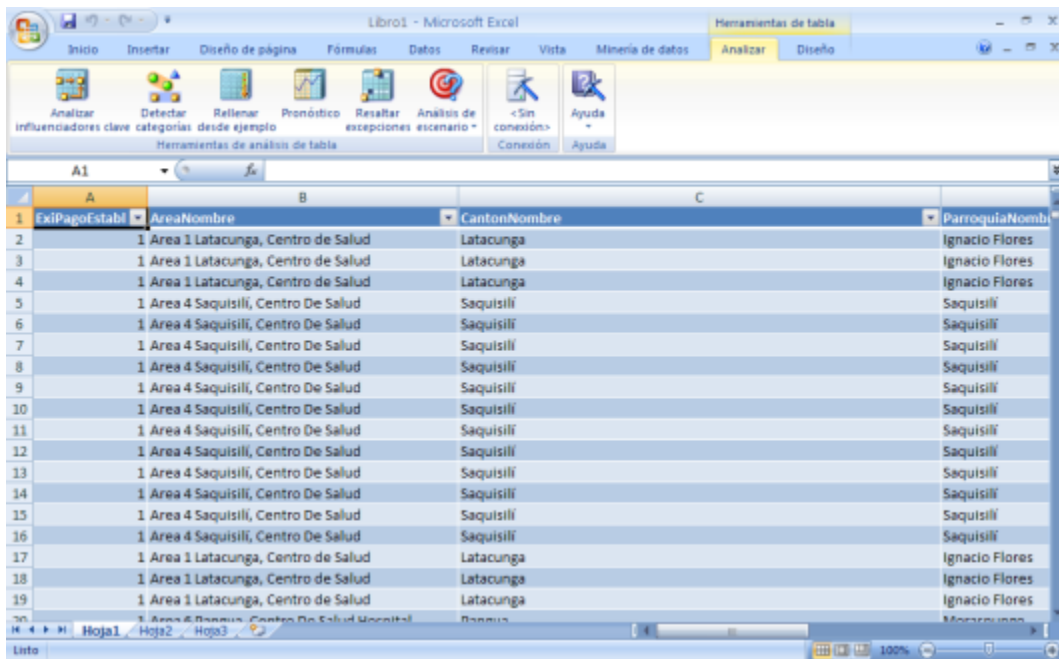 Libro1 - Microsoft Excel Herramientas de tabla
Inicio Insertar Diseño de página Fórmulas Datos Revisar Vista Minería de datos Analizar Diseño
Analizar influenciadores clave
Detectar categorías
Rellenar desde ejemplo
Pronóstico
Resaltar excepciones
Análisis de escenario
<Sin conexión>
Ayuda
Herramientas de análisis de tabla Conexión Ayuda
A1 fx
A B C
1 ExiPagoEstabl AreaNombre CantonNombre ParroquiaNomb
2 1 Area 1 Latacunga, Centro de Salud Latacunga Ignacio Flores
3 1 Area 1 Latacunga, Centro de Salud Latacunga Ignacio Flores
4 1 Area 1 Latacunga, Centro de Salud Latacunga Ignacio Flores
5 1 Area 4 Saquisilí, Centro De Salud Saquisilí Saquisilí
6 1 Area 4 Saquisilí, Centro De Salud Saquisilí Saquisilí
7 1 Area 4 Saquisilí, Centro De Salud Saquisilí Saquisilí
8 1 Area 4 Saquisilí, Centro De Salud Saquisilí Saquisilí
9 1 Area 4 Saquisilí, Centro De Salud Saquisilí Saquisilí
10 1 Area 4 Saquisilí, Centro De Salud Saquisilí Saquisilí
11 1 Area 4 Saquisilí, Centro De Salud Saquisilí Saquisilí
12 1 Area 4 Saquisilí, Centro De Salud Saquisilí Saquisilí
13 1 Area 4 Saquisilí, Centro De Salud Saquisilí Saquisilí
14 1 Area 4 Saquisilí, Centro De Salud Saquisilí Saquisilí
15 1 Area 4 Saquisilí, Centro De Salud Saquisilí Saquisilí
16 1 Area 4 Saquisilí, Centro De Salud Saquisilí Saquisilí
17 1 Area 1 Latacunga, Centro de Salud Latacunga Ignacio Flores
18 1 Area 1 Latacunga, Centro de Salud Latacunga Ignacio Flores
19 1 Area 1 Latacunga, Centro de Salud Latacunga Ignacio Flores
20 1 Area 6 Pangua, Centro De Salud Hospital Pangua
Hoja1 Hoja2 Hoja3
Listo 100%